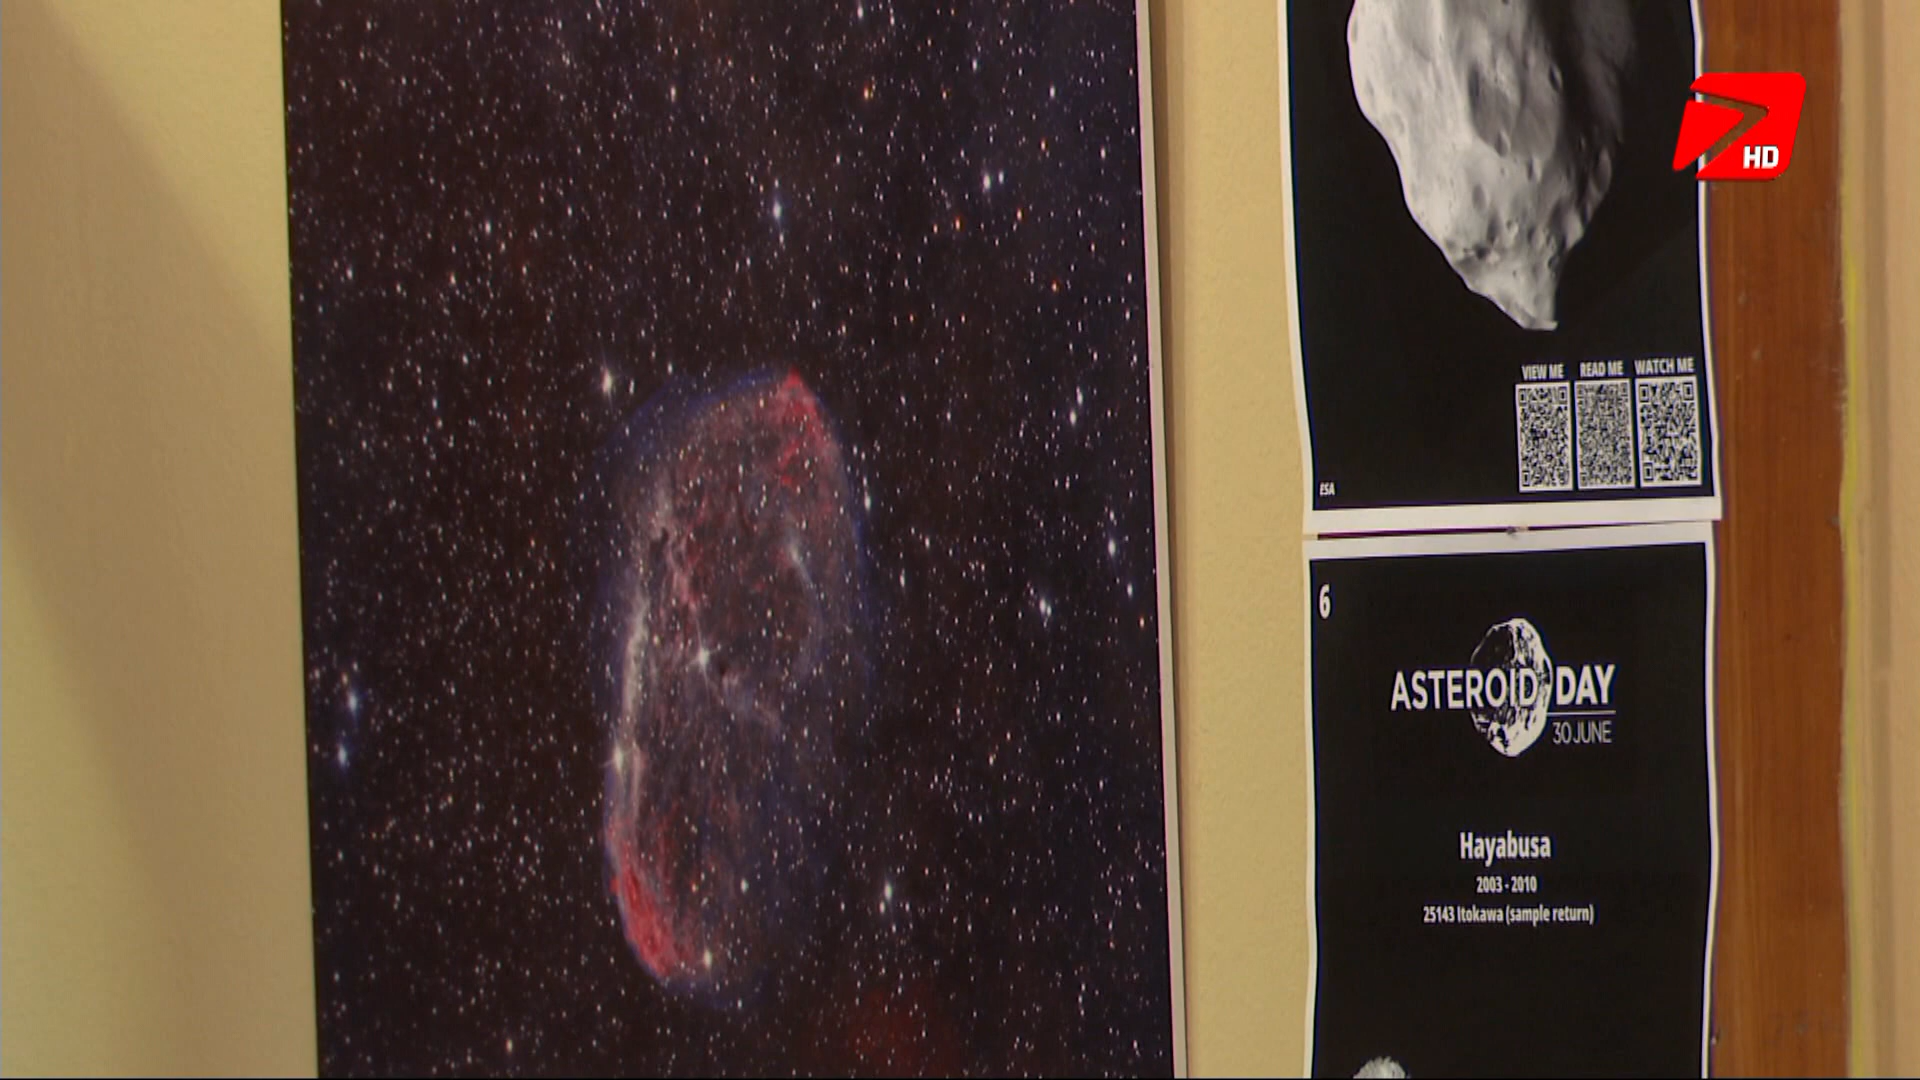 HD
VIEW ME READ ME WATCH ME
ESA
6
ASTEROID DAY
30 JUNE
Hayabusa
2003 - 2010
25143 Itokawa (sample return)